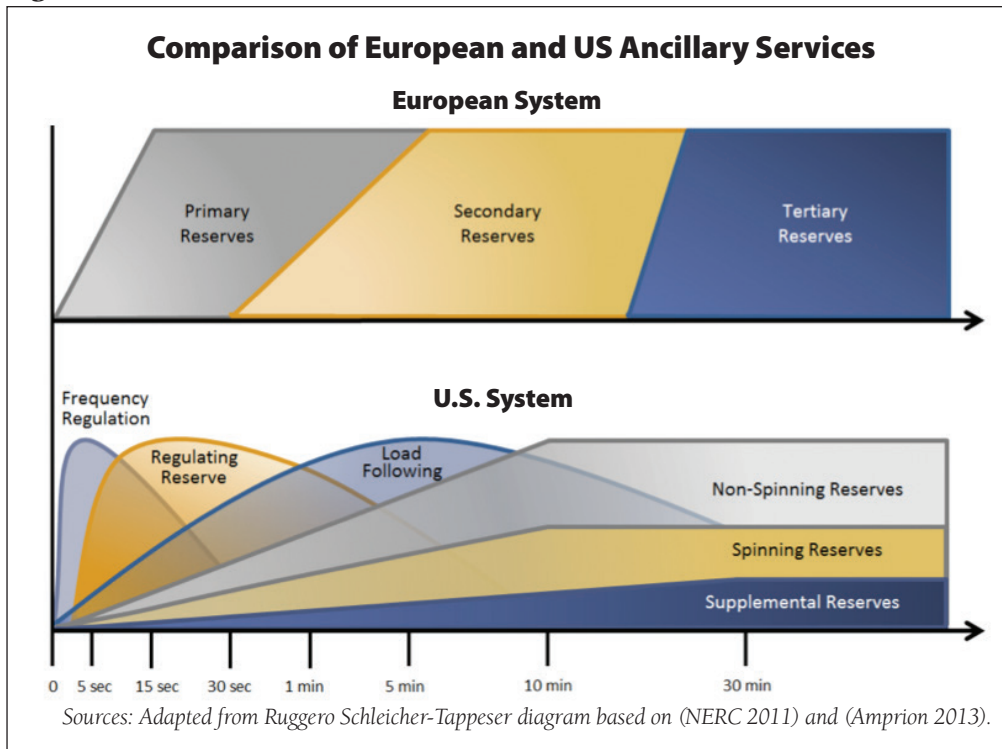 Comparison of European and US Ancillary Services
European System
Primary
Reserves
Secondary
Reserves
Tertiary
Reserves
U.S. System
Frequency
Regulation
Regulating
Reserve
Load
Following
Non-Spinning Reserves
Spinning Reserves
Supplemental Reserves
0 5 sec 15 sec 30 sec 1 min 5 min 10 min 30 min
Sources: Adapted from Ruggero Schleicher-Tappeser diagram based on (NERC 2011) and (Amprion 2013).